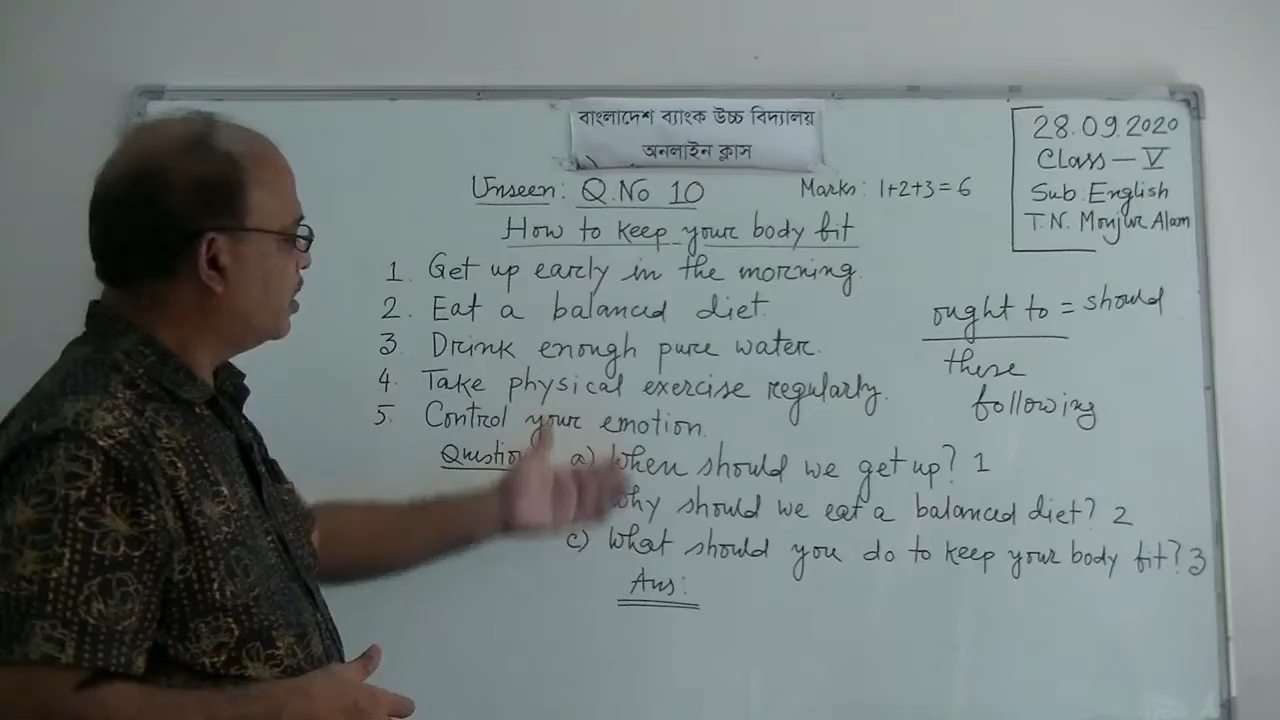 বাংলাদেশ ব্যাংক উচ্চ বিদ্যালয়
অনলাইন ক্লাস
28.09.2020
Class - V
Sub: English
T.N. Monjur Alam
Unseen: Q.No 10
Marks: 1+2+3=6
How to keep your body fit
1. Get up early in the morning.
2. Eat a balanced diet.
3. Drink enough pure water.
4. Take physical exercise regularly.
5. Control your emotion.
ought to = should
these
following
Questio
a) When should we get up? 1
Why should we eat a balanced diet? 2
c) What should you do to keep your body fit? 3
Ans: